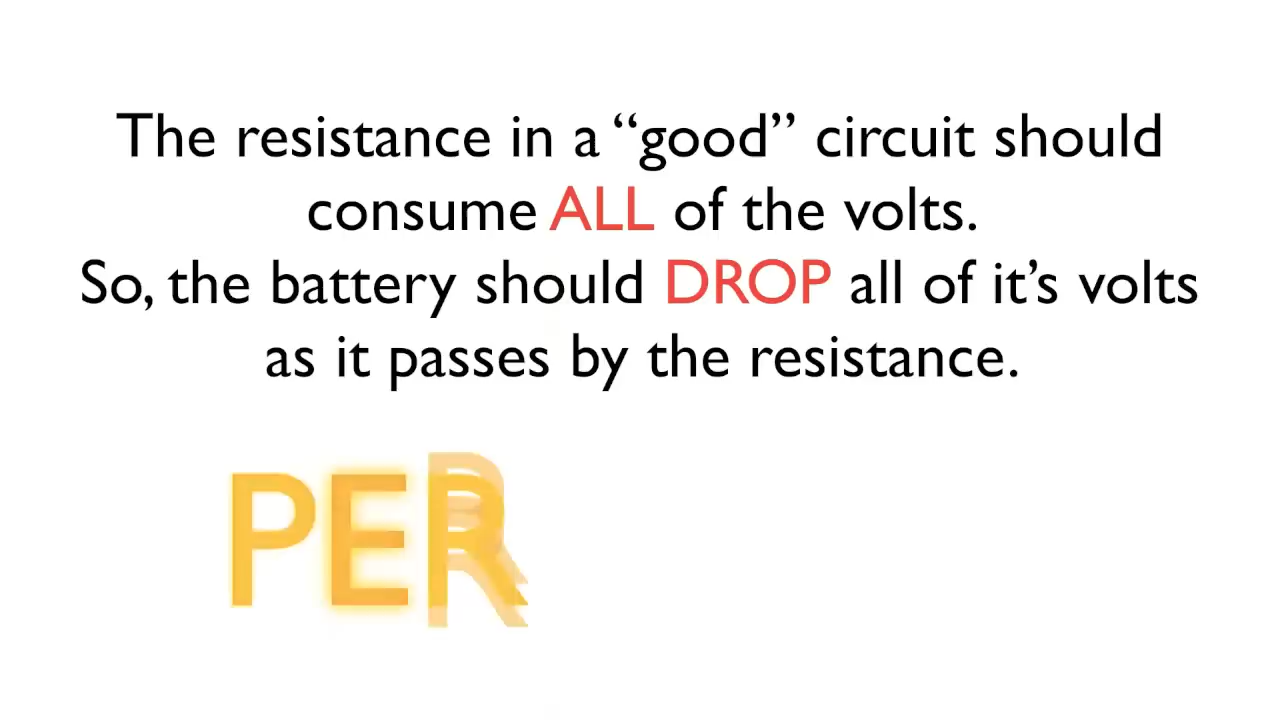 The resistance in a “good” circuit should
consume ALL of the volts.
So, the battery should DROP all of it’s volts
as it passes by the resistance.
PER